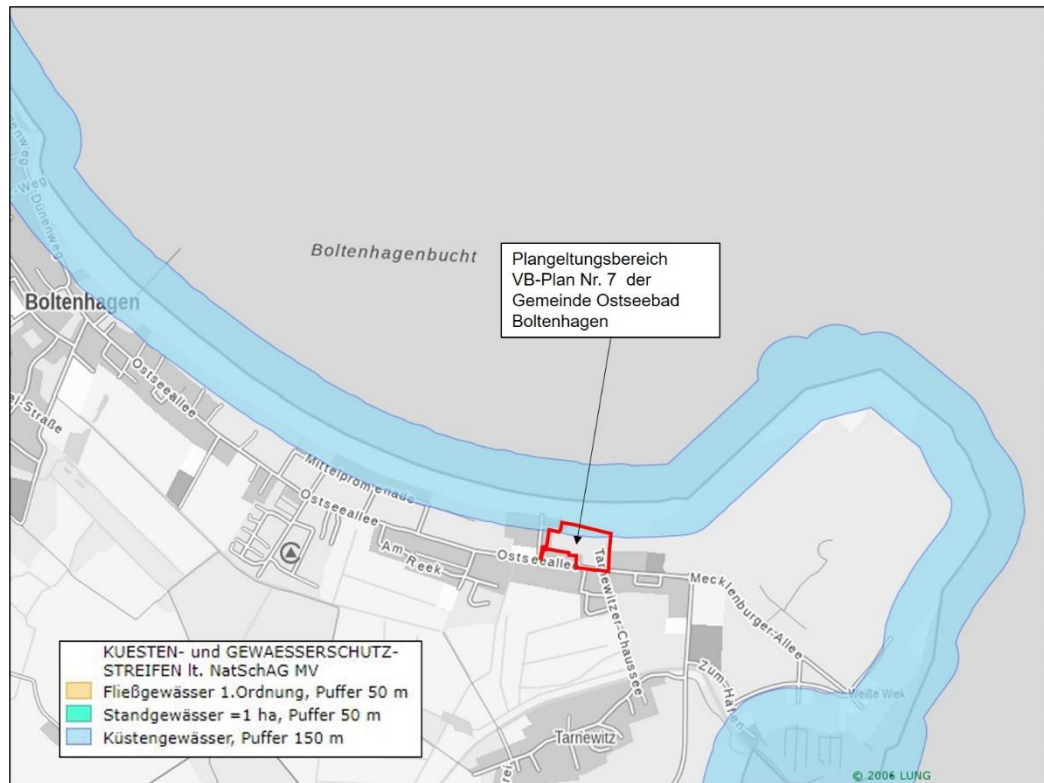 Weg
Dünenweg
Boltenhagenbucht
Plangeltungsbereich
VB-Plan Nr. 7 der
Gemeinde Ostseebad
Boltenhagen
Boltenhagen
Ostseeallee
Mittelpromenade
Ostseeallee
Am-Reek
Ostseeallee
Tarnewitzer-Chaussee
Mecklenburger-Allee
Zum-Hafen
Weiße Wiek
Tarnewitz
KUESTEN- und GEWAESSERSCHUTZ-
STREIFEN lt. NatSchAG MV
Fließgewässer 1.Ordnung, Puffer 50 m
Standgewässer =1 ha, Puffer 50 m
Küstengewässer, Puffer 150 m
© 2006 LUNG